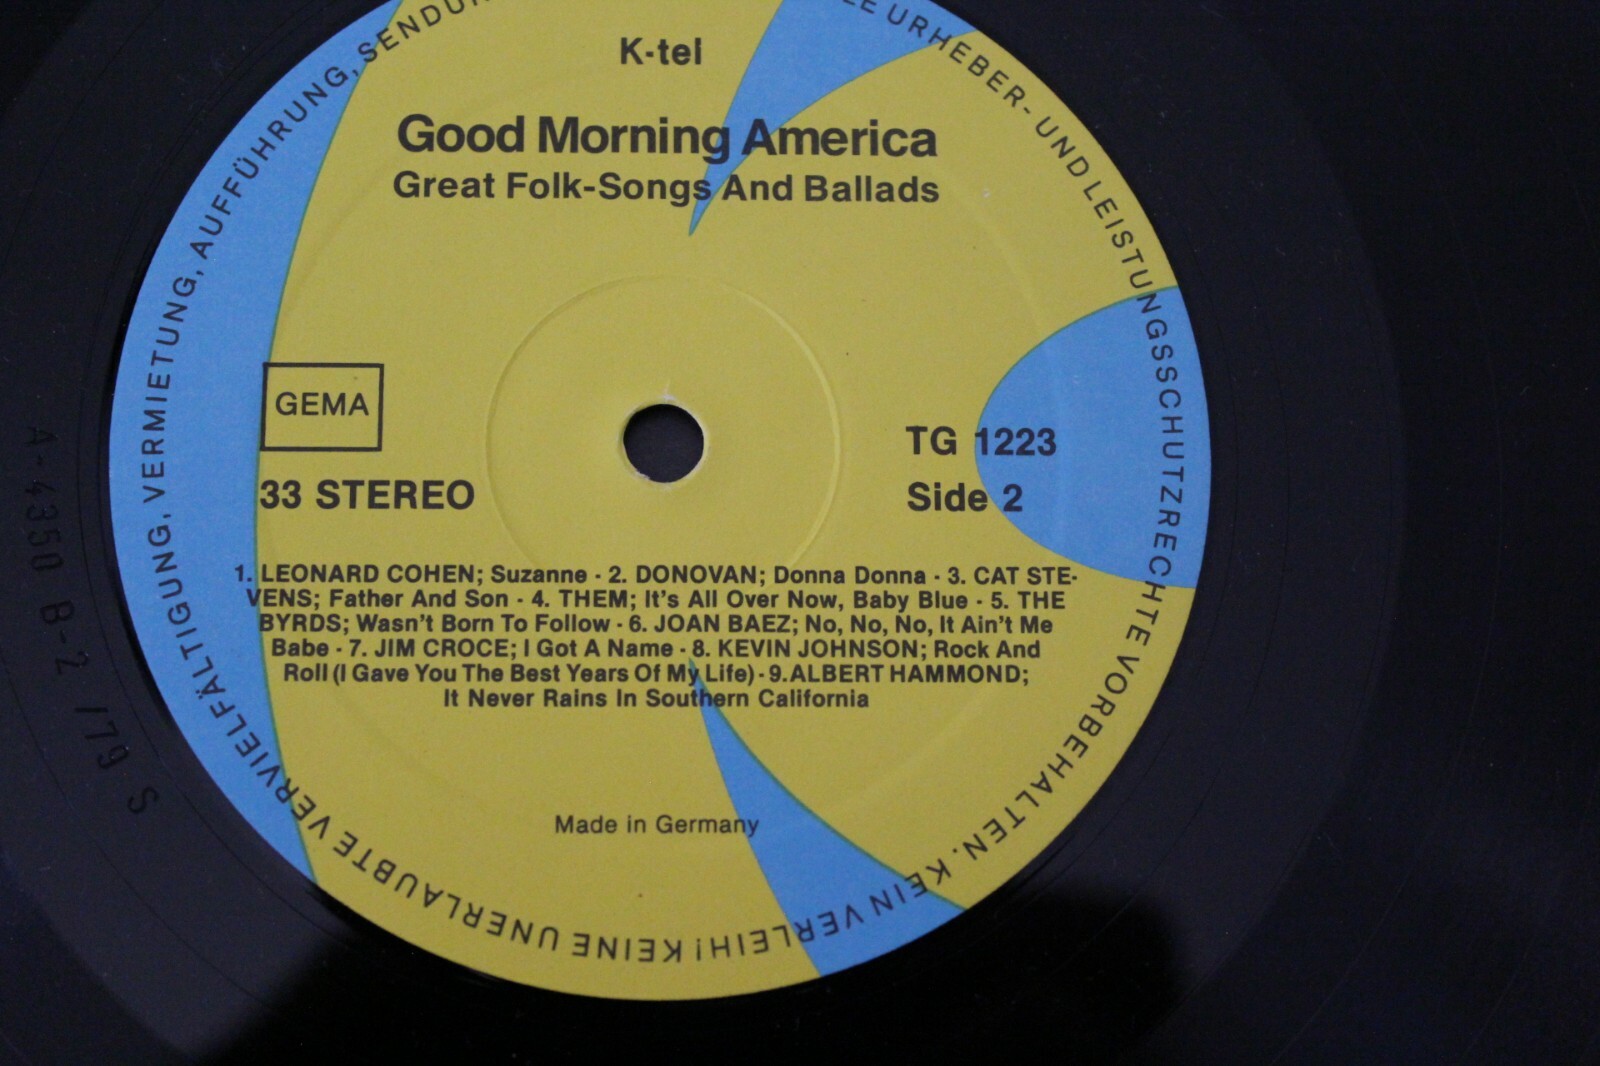 K-tel
Good Morning America
Great Folk-Songs And Ballads
GEMA
33 STEREO
TG 1223
Side 2
1. LEONARD COHEN; Suzanne · 2. DONOVAN; Donna Donna · 3. CAT STE-
VENS; Father And Son · 4. THEM; It's All Over Now, Baby Blue · 5. THE
BYRDS; Wasn't Born To Follow · 6. JOAN BAEZ; No, No, No, It Ain't Me
Babe · 7. JIM CROCE; I Got A Name · 8. KEVIN JOHNSON; Rock And
Roll (I Gave You The Best Years Of My Life) · 9. ALBERT HAMMOND;
It Never Rains In Southern California
Made in Germany
URHEBER- UND LEISTUNGSSCHUTZRECHTE VORBEHALTEN. KEIN VERLEIH! KEINE UNERLAUBTE VERVIELFÄLTIGUNG, VERMIETUNG, AUFFÜHRUNG,
A-4350 B-2